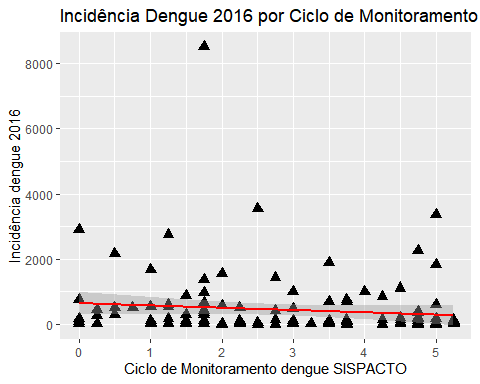 Incidência Dengue 2016 por Ciclo de Monitoramento
Incidência dengue 2016
8000
6000
4000
2000
0
0 1 2 3 4 5
Ciclo de Monitoramento dengue SISPACTO